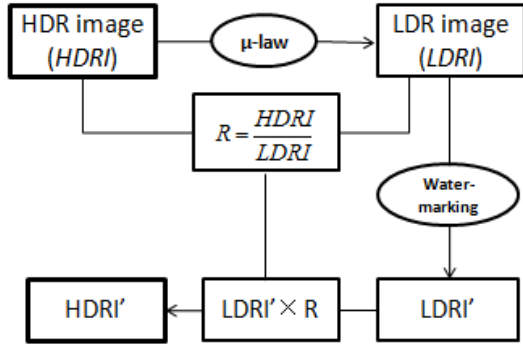 HDR image
(HDRI)
μ-law
LDR image
(LDRI)
R = HDRI / LDRI
Water-
marking
HDRI’
LDRI’ × R
LDRI’